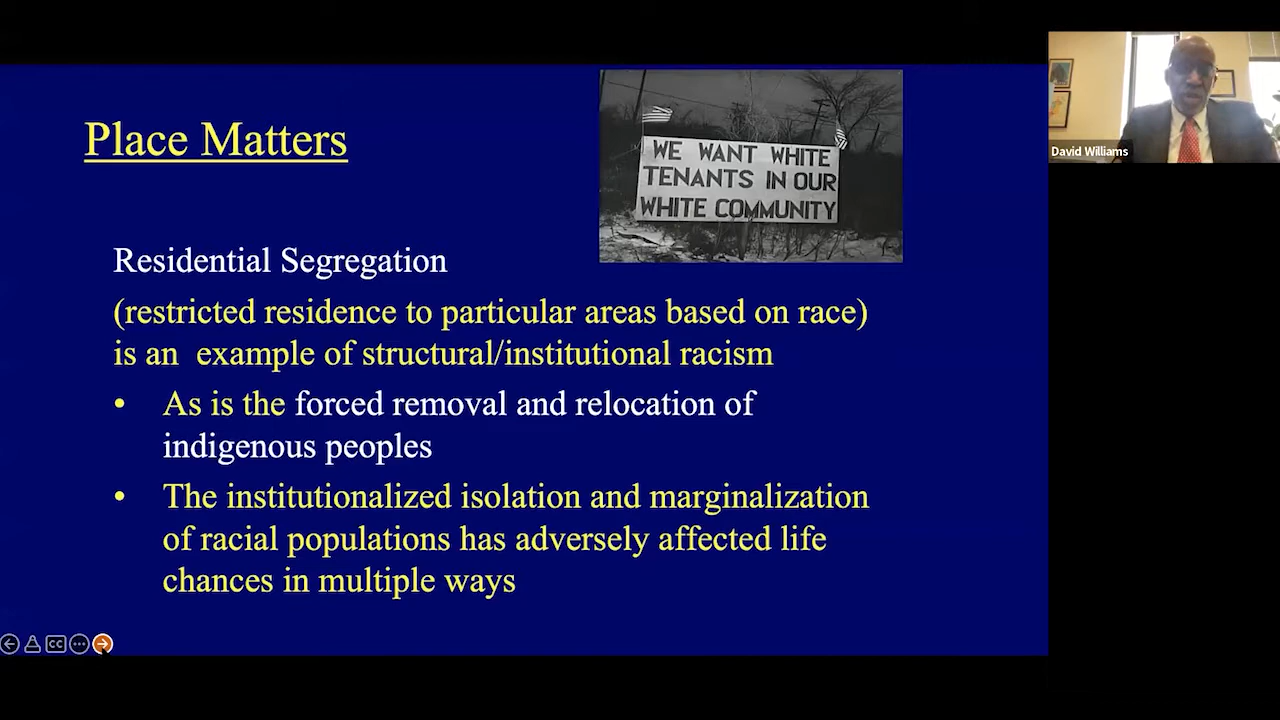 Place Matters
WE WANT WHITE
TENANTS IN OUR
WHITE COMMUNITY
David Williams
Residential Segregation
(restricted residence to particular areas based on race)
is an example of structural/institutional racism
• As is the forced removal and relocation of
indigenous peoples
• The institutionalized isolation and marginalization
of racial populations has adversely affected life
chances in multiple ways
CC